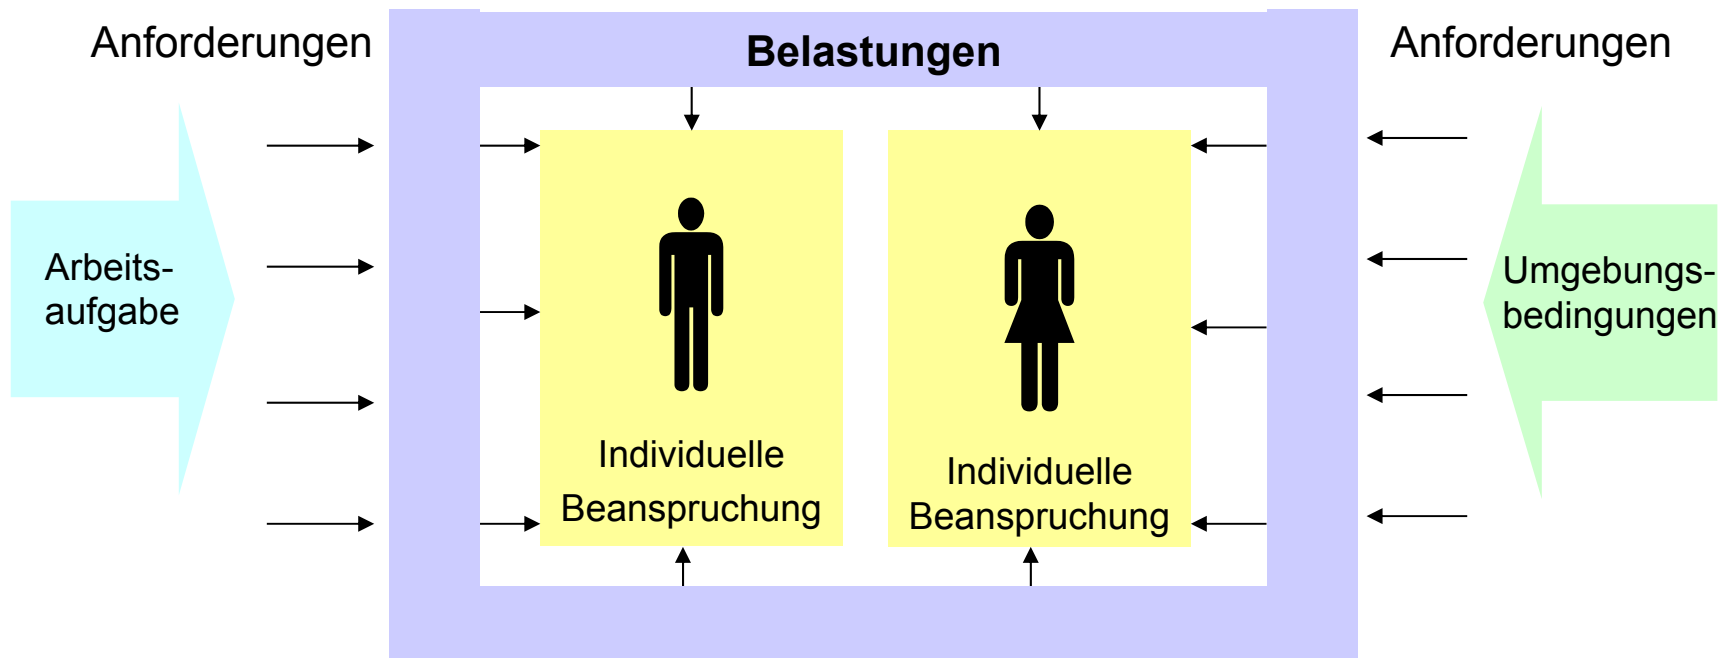 Anforderungen
Belastungen
Anforderungen
Arbeits-
aufgabe
Umgebungs-
bedingungen
Individuelle
Beanspruchung
Individuelle
Beanspruchung